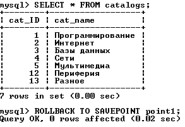 mysql> SELECT * FROM catalogs;
+--------+------------------+
| cat_ID | cat_name |
+--------+------------------+
| 1 | Программирование |
| 2 | Интернет |
| 3 | Базы данных |
| 4 | Сети |
| 5 | Мультимедиа |
| 12 | Периферия |
| 13 | Разное |
+--------+------------------+
7 rows in set (0.00 sec)
mysql> ROLLBACK TO SAVEPOINT point1;
Query OK, 0 rows affected (0.02 sec)